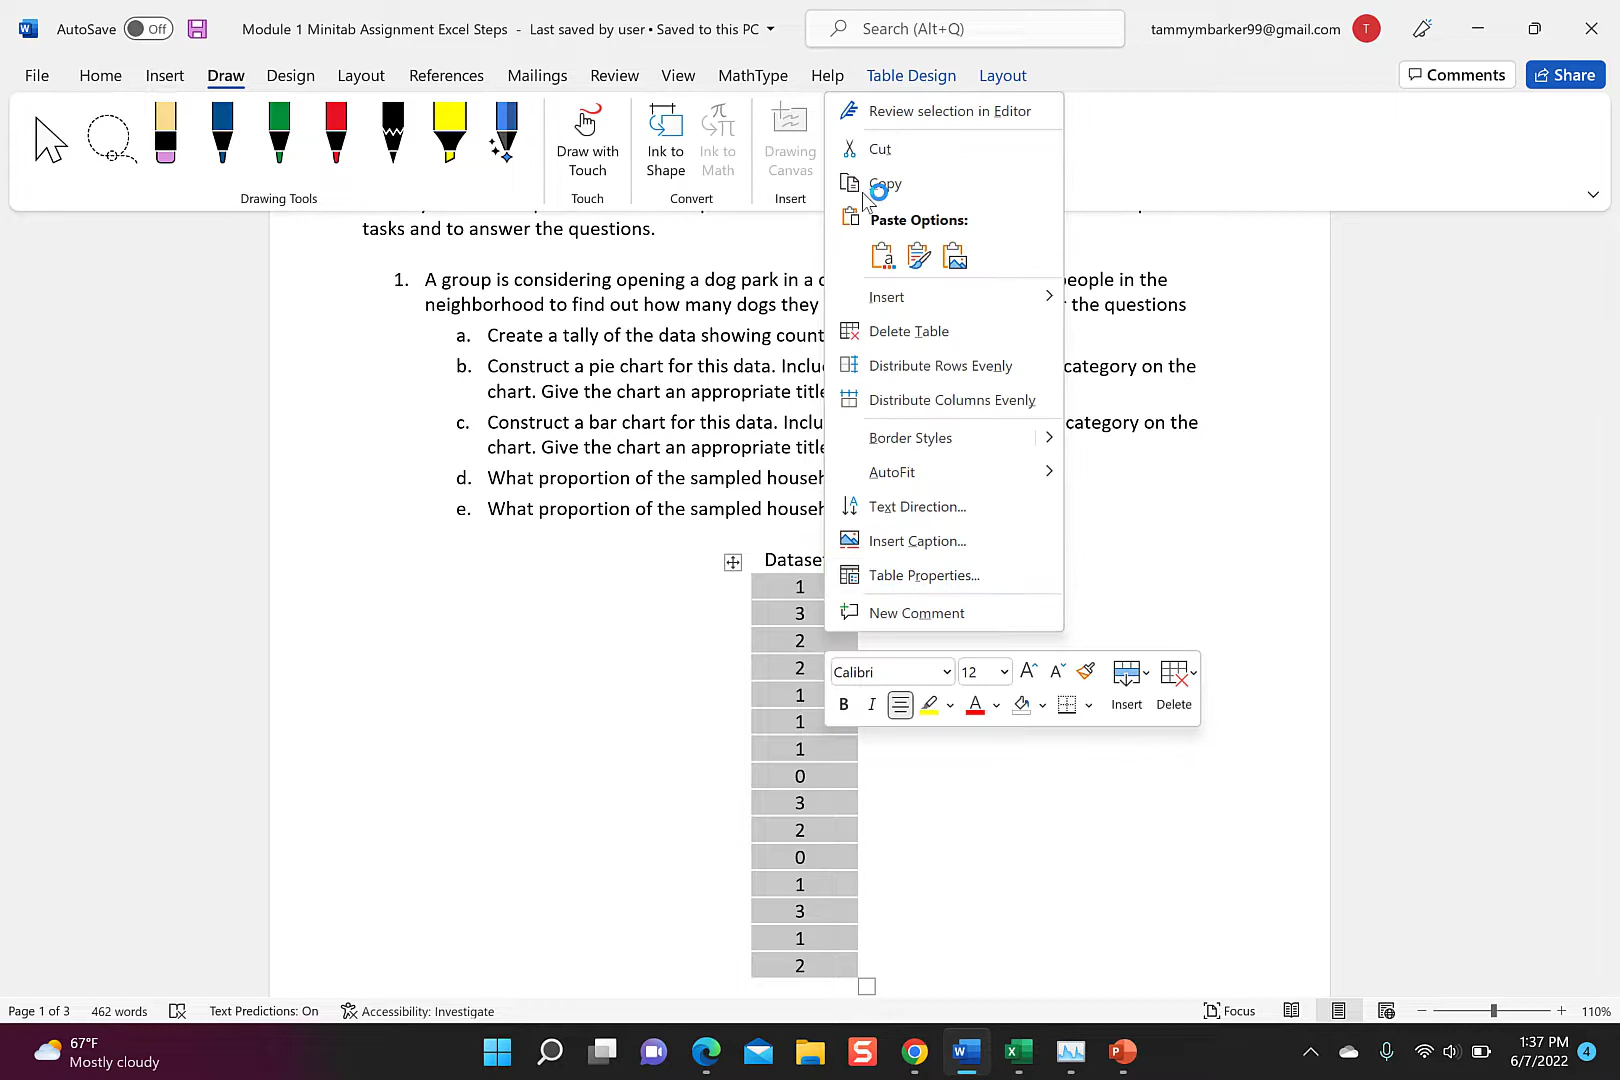 AutoSave Off Module 1 Minitab Assignment Excel Steps - Last saved by user • Saved to this PC Search (Alt+Q) tammymbarker99@gmail.com T
File Home Insert Draw Design Layout References Mailings Review View MathType Help Table Design Layout Comments Share
Draw with Touch
Ink to Shape
Ink to Math
Drawing Canvas
Drawing Tools Touch Convert Insert
Review selection in Editor
Cut
Copy
Paste Options:
Insert
Delete Table
Distribute Rows Evenly
Distribute Columns Evenly
Border Styles
AutoFit
Text Direction...
Insert Caption...
Table Properties...
New Comment
tasks and to answer the questions.
1. A group is considering opening a dog park in a people in the
neighborhood to find out how many dogs they the questions
a. Create a tally of the data showing
b. Construct a pie chart for this data. category on the
chart. Give the chart an appropriate
c. Construct a bar chart for this data. category on the
chart. Give the chart an appropriate
d. What proportion of the sampled
e. What proportion of the sampled
1
3
2
2
1
1
1
0
3
2
0
1
3
1
2
Calibri 12
B I A Insert Delete
Page 1 of 3 462 words Text Predictions: On Accessibility: Investigate Focus 110%
67°F
Mostly cloudy
S
1:37 PM
6/7/2022 4